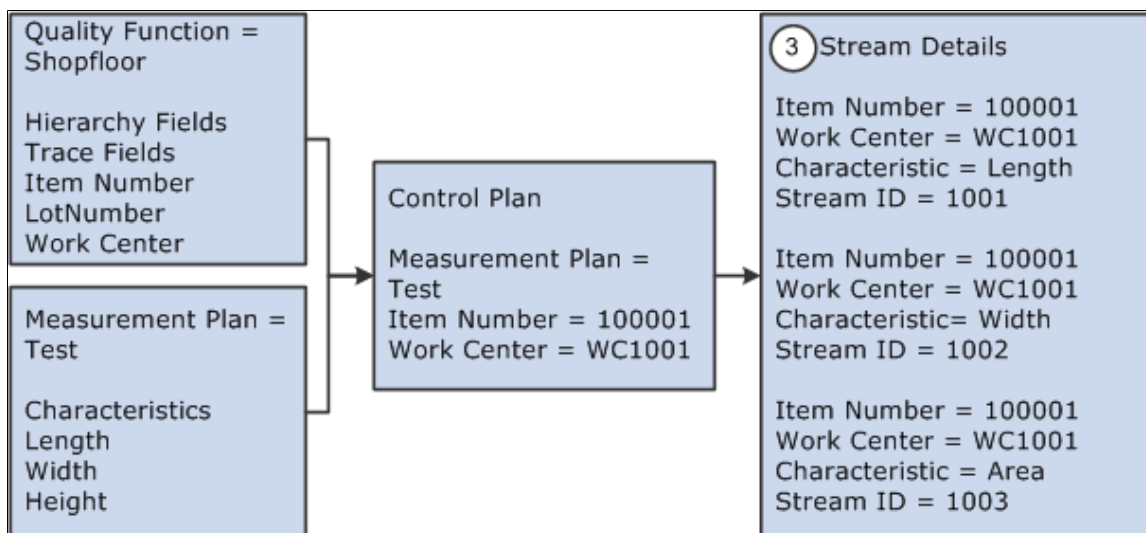 Quality Function =
Shopfloor
Hierarchy Fields
Trace Fields
Item Number
LotNumber
Work Center
Measurement Plan =
Test
Characteristics
Length
Width
Height
Control Plan
Measurement Plan =
Test
Item Number = 100001
Work Center = WC1001
3 Stream Details
Item Number = 100001
Work Center = WC1001
Characteristic = Length
Stream ID = 1001
Item Number = 100001
Work Center = WC1001
Characteristic= Width
Stream ID = 1002
Item Number = 100001
Work Center = WC1001
Characteristic = Area
Stream ID = 1003